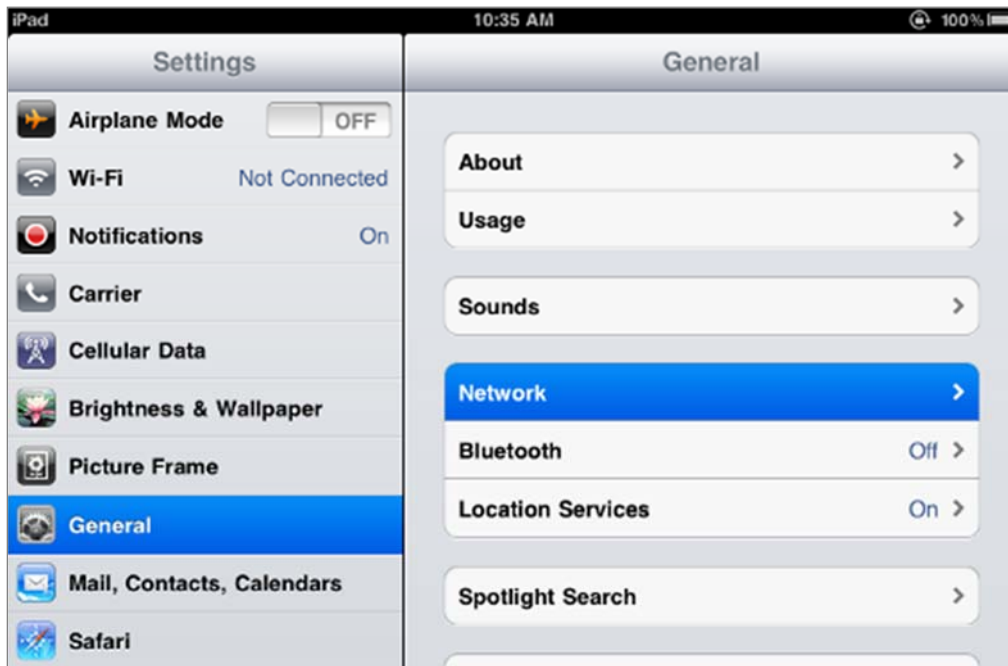 iPad 10:35 AM 100%
Settings
Airplane Mode OFF
Wi-Fi Not Connected
Notifications On
Carrier
Cellular Data
Brightness & Wallpaper
Picture Frame
General
Mail, Contacts, Calendars
Safari
General
About
Usage
Sounds
Network
Bluetooth Off
Location Services On
Spotlight Search